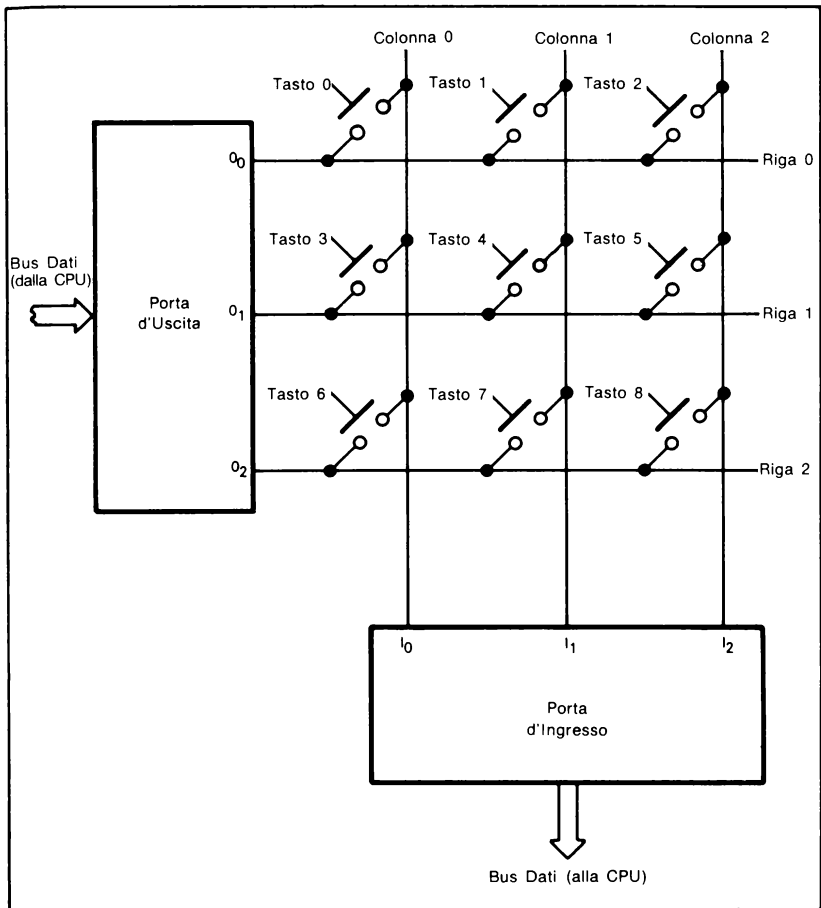 Colonna 0 Colonna 1 Colonna 2
Tasto 0 Tasto 1 Tasto 2
O0 Riga 0
Tasto 3 Tasto 4 Tasto 5
Bus Dati
(dalla CPU)
Porta
d'Uscita
O1 Riga 1
Tasto 6 Tasto 7 Tasto 8
O2 Riga 2
I0 I1 I2
Porta
d'Ingresso
Bus Dati (alla CPU)